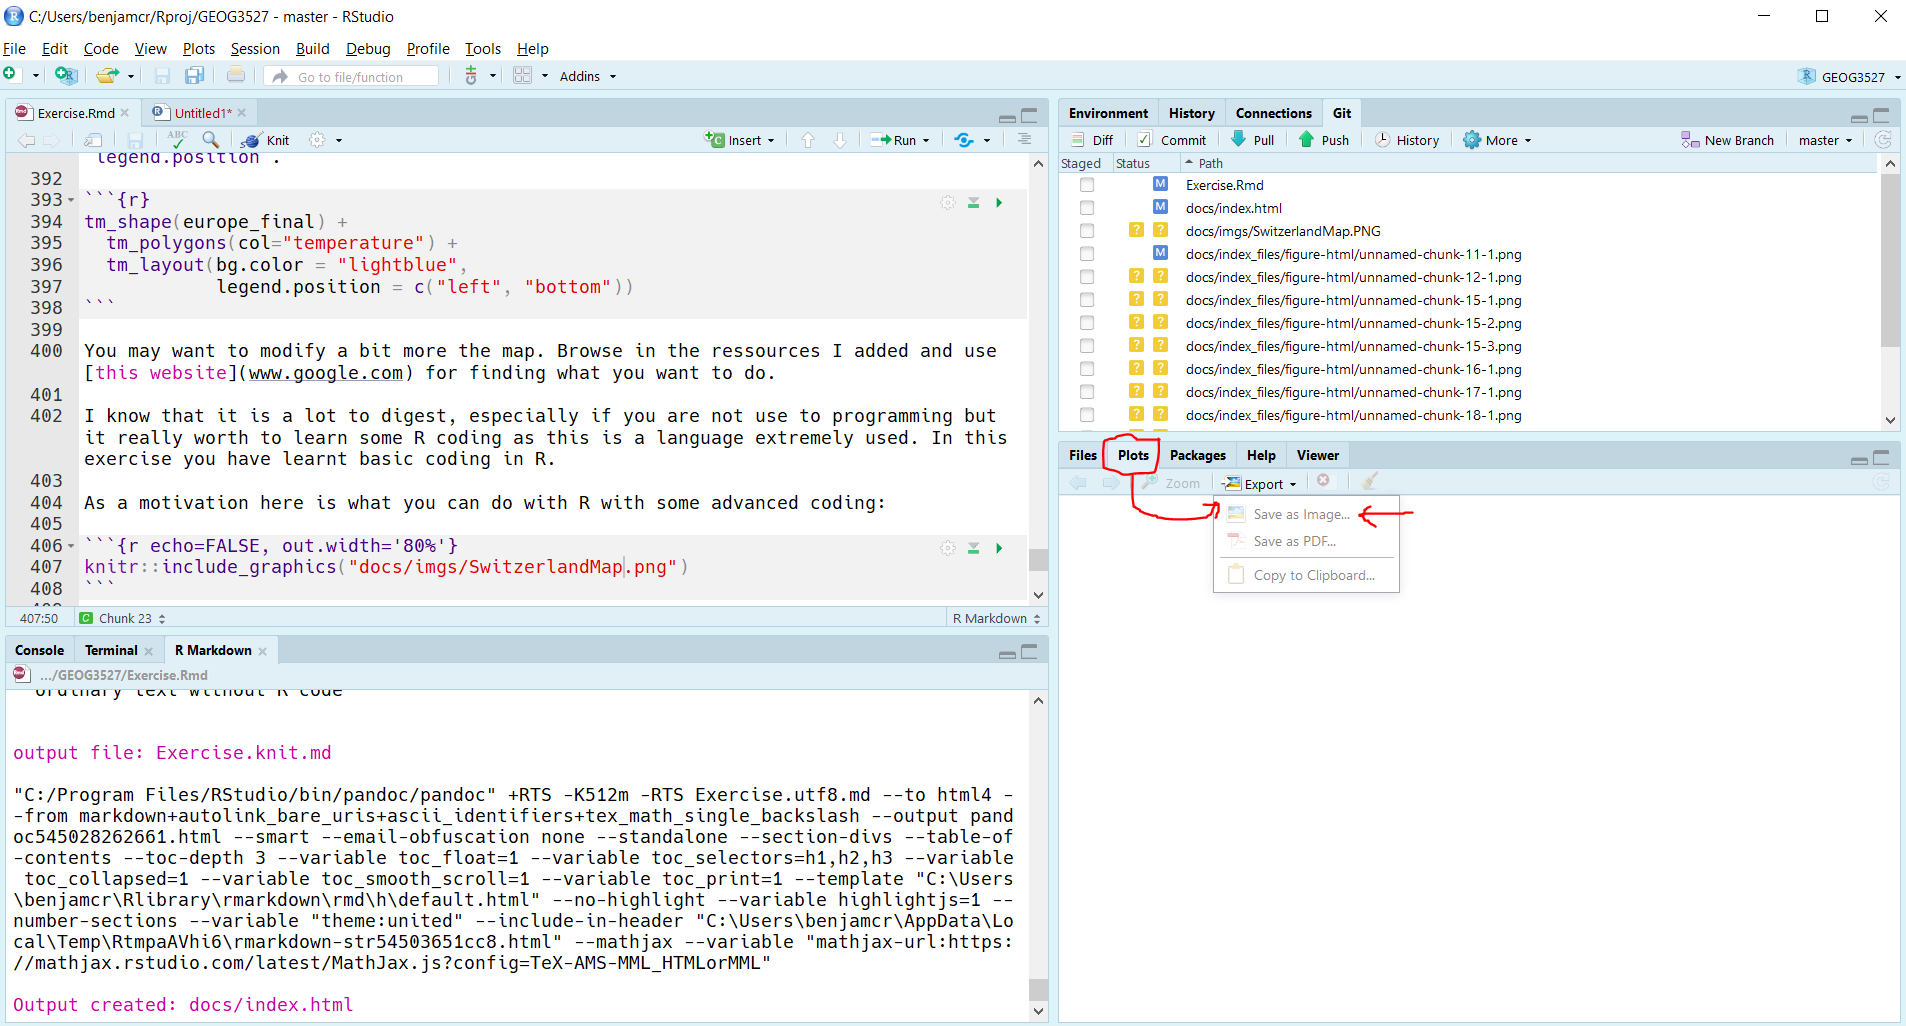 C:/Users/benjamcr/Rproj/GEOG3527 - master - RStudio
File Edit Code View Plots Session Build Debug Profile Tools Help
Go to file/function Addins GEOG3527
Exercise.Rmd Untitled1*
ABC Knit Insert Run
`legend.position`.
392
393 ```{r}
394 tm_shape(europe_final) +
395 tm_polygons(col="temperature") +
396 tm_layout(bg.color = "lightblue",
397 legend.position = c("left", "bottom"))
398 ```
399
400 You may want to modify a bit more the map. Browse in the ressources I added and use
[this website](www.google.com) for finding what you want to do.
401
402 I know that it is a lot to digest, especially if you are not use to programming but
it really worth to learn some R coding as this is a language extremely used. In this
exercise you have learnt basic coding in R.
403
404 As a motivation here is what you can do with R with some advanced coding:
405
406 ```{r echo=FALSE, out.width='80%'}
407 knitr::include_graphics("docs/imgs/SwitzerlandMap.png")
408 ```
407:50 C Chunk 23 R Markdown
Console Terminal R Markdown
.../GEOG3527/Exercise.Rmd
ordinary text without R code
output file: Exercise.knit.md
"C:/Program Files/RStudio/bin/pandoc/pandoc" +RTS -K512m -RTS Exercise.utf8.md --to html4 -
-from markdown+autolink_bare_uris+ascii_identifiers+tex_math_single_backslash --output pand
oc545028262661.html --smart --email-obfuscation none --standalone --section-divs --table-of
-contents --toc-depth 3 --variable toc_float=1 --variable toc_selectors=h1,h2,h3 --variable
toc_collapsed=1 --variable toc_smooth_scroll=1 --variable toc_print=1 --template "C:\Users
\benjamcr\Rlibrary\rmarkdown\rmd\h\default.html" --no-highlight --variable highlightjs=1 --
number-sections --variable "theme:united" --include-in-header "C:\Users\benjamcr\AppData\Lo
cal\Temp\RtmpaAVhi6\rmarkdown-str54503651cc8.html" --mathjax --variable "mathjax-url:https:
//mathjax.rstudio.com/latest/MathJax.js?config=TeX-AMS-MML_HTMLorMML"
Output created: docs/index.html
Environment History Connections Git
Diff Commit Pull Push History More New Branch master
Staged Status Path
M Exercise.Rmd
M docs/index.html
? ? docs/imgs/SwitzerlandMap.PNG
M docs/index_files/figure-html/unnamed-chunk-11-1.png
? ? docs/index_files/figure-html/unnamed-chunk-12-1.png
? ? docs/index_files/figure-html/unnamed-chunk-15-1.png
? ? docs/index_files/figure-html/unnamed-chunk-15-2.png
? ? docs/index_files/figure-html/unnamed-chunk-15-3.png
? ? docs/index_files/figure-html/unnamed-chunk-16-1.png
? ? docs/index_files/figure-html/unnamed-chunk-17-1.png
? ? docs/index_files/figure-html/unnamed-chunk-18-1.png
Files Plots Packages Help Viewer
Zoom Export
Save as Image...
Save as PDF...
Copy to Clipboard...